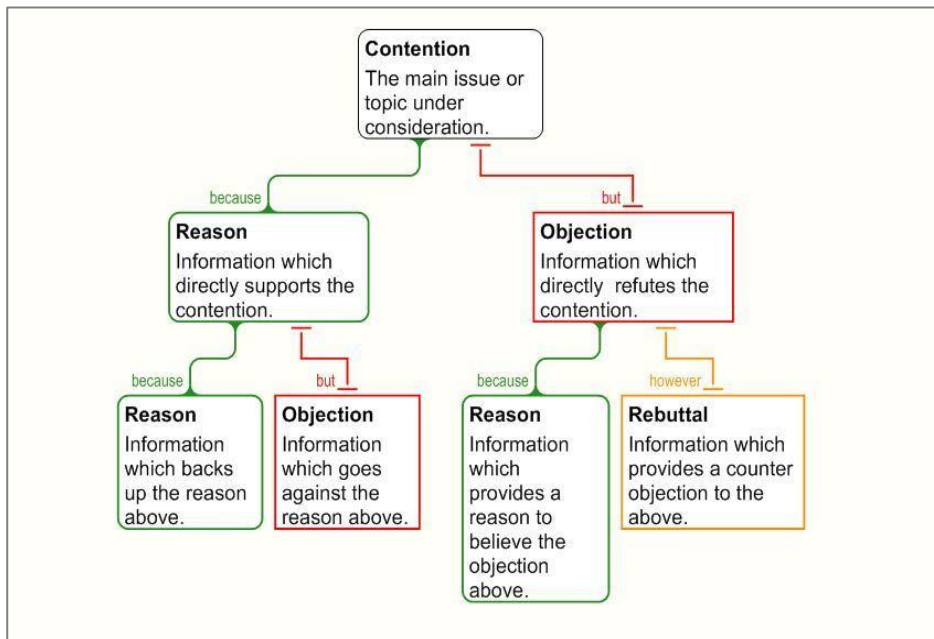 Contention
The main issue or
topic under
consideration.
because
but
Reason
Information which
directly supports the
contention.
Objection
Information which
directly refutes the
contention.
because
but
because
however
Reason
Information
which backs
up the reason
above.
Objection
Information
which goes
against the
reason above.
Reason
Information
which
provides a
reason to
believe the
objection
above.
Rebuttal
Information which
provides a counter
objection to the
above.